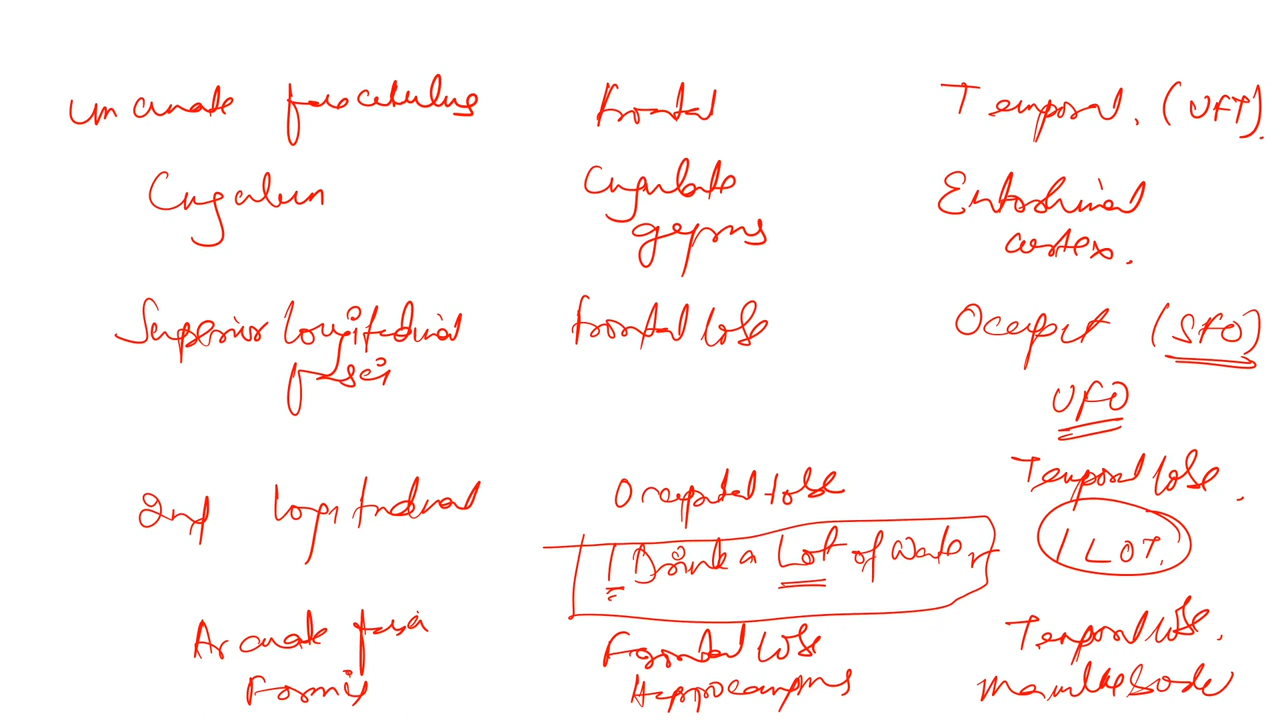 uncinate fasciculus frontal Temporal. (UFT).
Cingulum Cingulate Entorhinal
gyrus cortex.
Superior longitudinal frontal lobe Occiput (SFO)
fasci
UFO
Temporal lobe.
Inf longitudinal Occipital lobe
I Drink a Lot of water I LOT.
Arcuate fasci Frontal lobe Temporal lobe.
Fornix Hippocampus